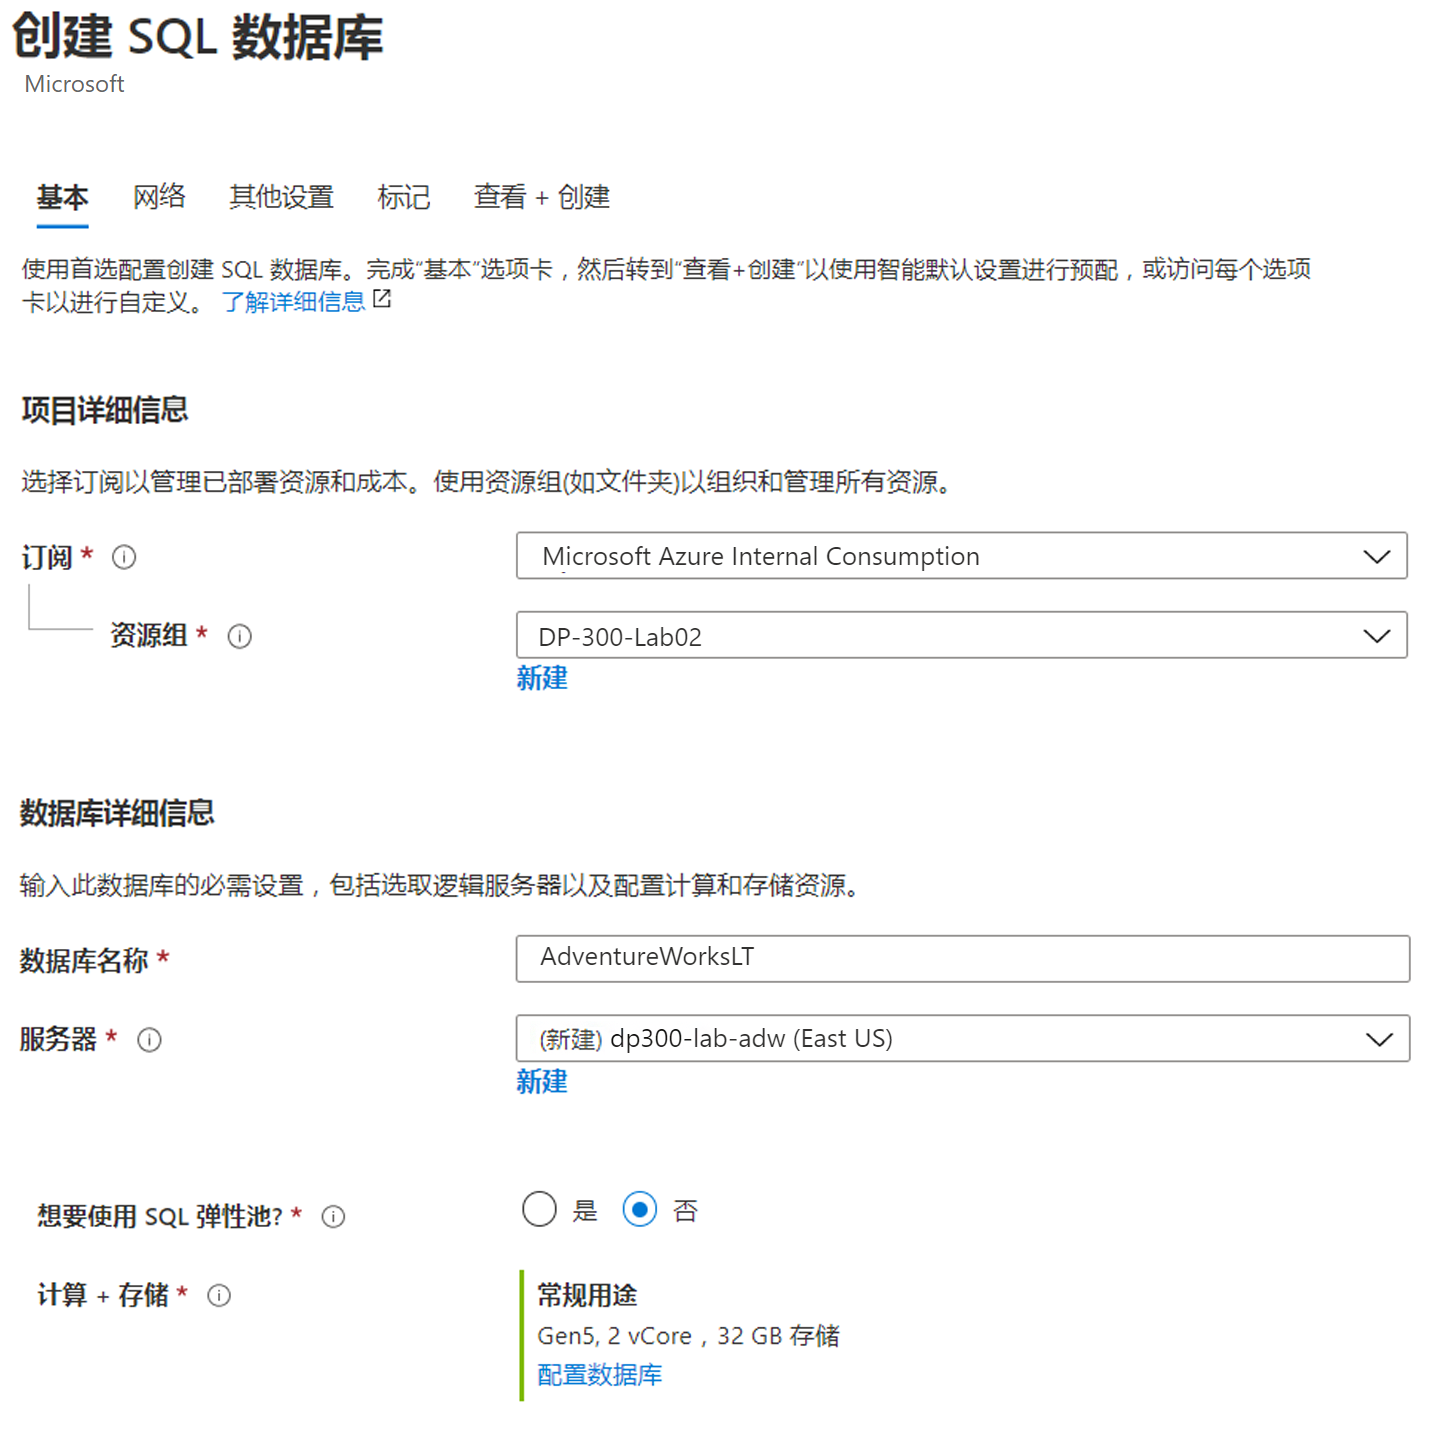 创建 SQL 数据库
Microsoft
基本 网络 其他设置 标记 查看 + 创建
使用首选配置创建 SQL 数据库。完成“基本”选项卡，然后转到“查看+创建”以使用智能默认设置进行预配，或访问每个选项
卡以进行自定义。 了解详细信息
项目详细信息
选择订阅以管理已部署资源和成本。使用资源组(如文件夹)以组织和管理所有资源。
订阅 * Microsoft Azure Internal Consumption
资源组 * DP-300-Lab02
新建
数据库详细信息
输入此数据库的必需设置，包括选取逻辑服务器以及配置计算和存储资源。
数据库名称 * AdventureWorksLT
服务器 * (新建) dp300-lab-adw (East US)
新建
想要使用 SQL 弹性池? * 是 否
计算 + 存储 * 常规用途
Gen5, 2 vCore，32 GB 存储
配置数据库